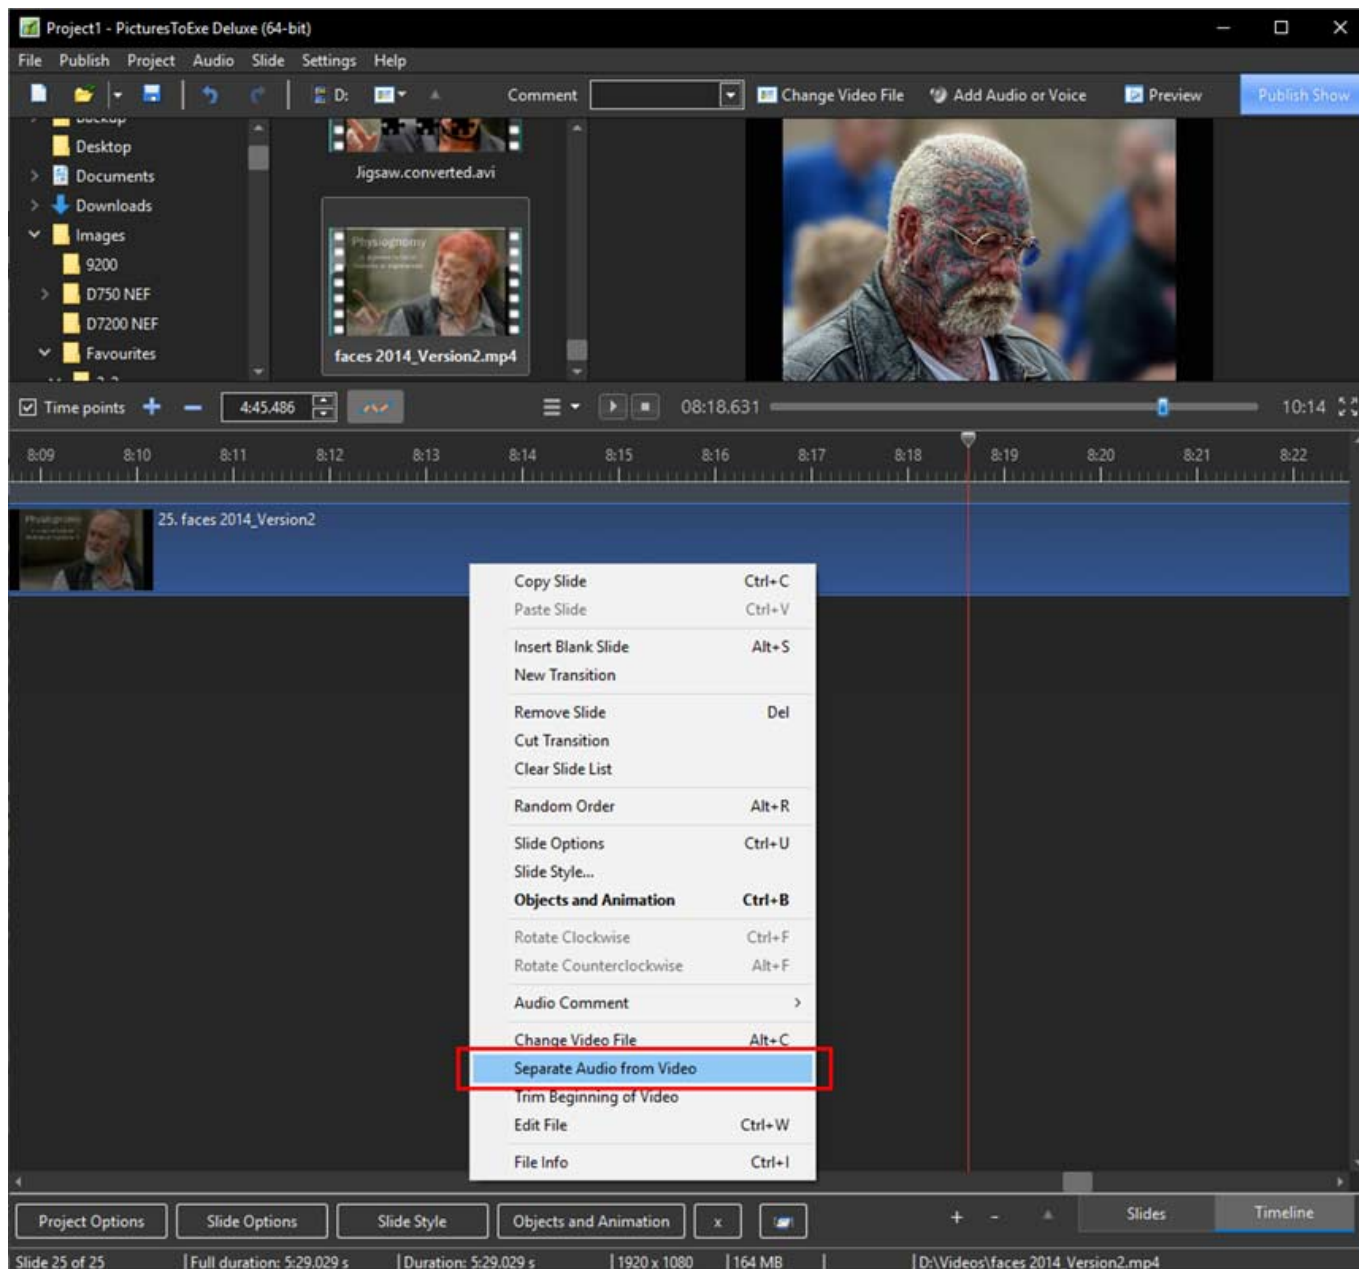 Project1 - PicturesToExe Deluxe (64-bit)
File Publish Project Audio Slide Settings Help
D: Comment Change Video File Add Audio or Voice Preview Publish Show
Desktop
Documents
Downloads
Images
9200
D750 NEF
D7200 NEF
Favourites
Jigsaw.converted.avi
Physiognomy
faces 2014_Version2.mp4
Time points 4:45.486 08:18.631 10:14
8:09 8:10 8:11 8:12 8:13 8:14 8:15 8:16 8:17 8:18 8:19 8:20 8:21 8:22
25. faces 2014_Version2
Copy Slide Ctrl+C
Paste Slide Ctrl+V
Insert Blank Slide Alt+S
New Transition
Remove Slide Del
Cut Transition
Clear Slide List
Random Order Alt+R
Slide Options Ctrl+U
Slide Style...
Objects and Animation Ctrl+B
Rotate Clockwise Ctrl+F
Rotate Counterclockwise Alt+F
Audio Comment
Change Video File Alt+C
Separate Audio from Video
Trim Beginning of Video
Edit File Ctrl+W
File Info Ctrl+I
Project Options Slide Options Slide Style Objects and Animation x + - Slides Timeline
Slide 25 of 25 Full duration: 5:29.029 s Duration: 5:29.029 s 1920 x 1080 164 MB D:\Videos\faces 2014_Version2.mp4